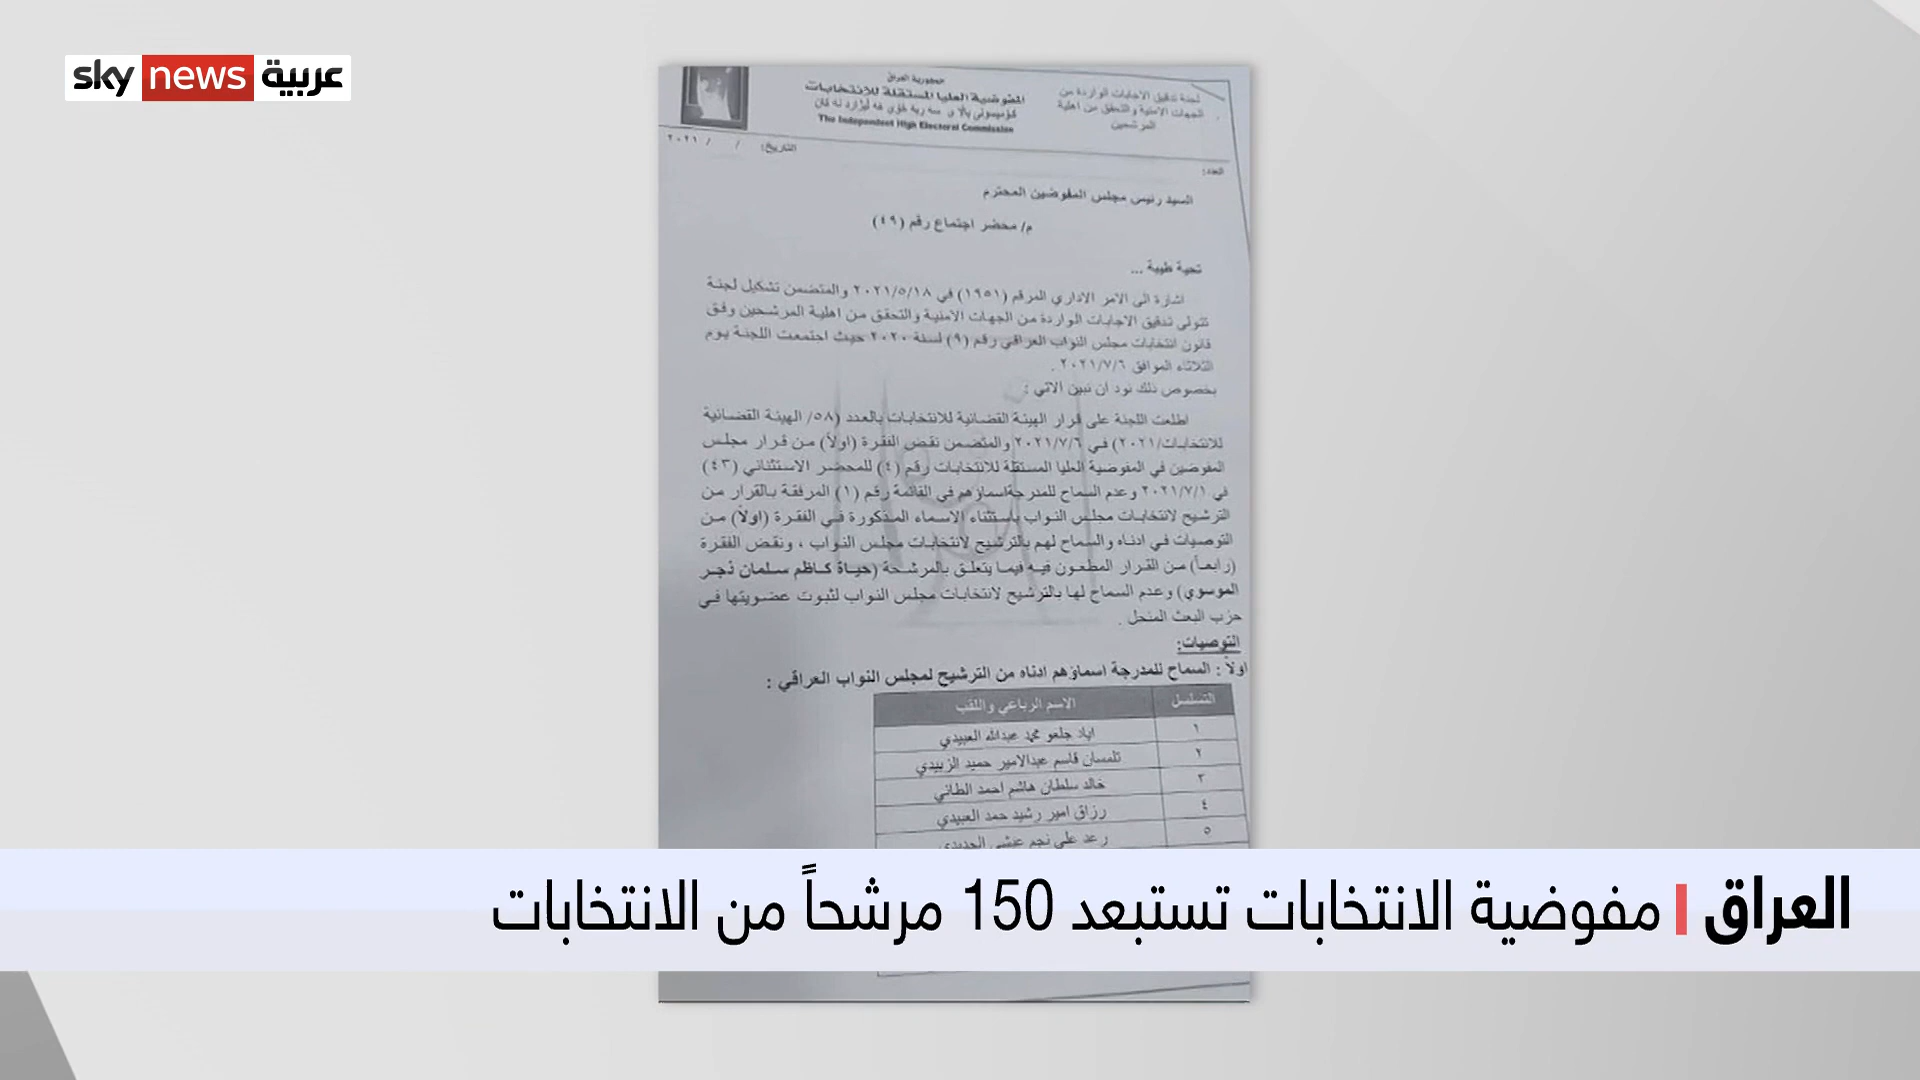 sky news عربية
جمهورية العراق
المفوضية العليا المستقلة للانتخابات
The Independent High Electoral Commission
لجنة تدقيق الاجابات الواردة من
الجهات الامنية والتحقق من اهلية
المرشحين
التاريخ: / / ٢٠٢١
العدد:
السيد رئيس مجلس المفوضين المحترم
م/ محضر اجتماع رقم (٤٩)
تحية طيبة ...
اشارة الى الامر الاداري المرقم (١٩٥١) في ٢٠٢١/٥/١٨ والمتضمن تشكيل لجنة
تتولى تدقيق الاجابات الواردة من الجهات الامنية والتحقق من اهلية المرشحين وفق
قانون انتخابات مجلس النواب العراقي رقم (٩) لسنة ٢٠٢٠ حيث اجتمعت اللجنة يوم
الثلاثاء الموافق ٢٠٢١/٧/٦ .
بخصوص ذلك نود ان نبين الاتي :
اطلعت اللجنة على قرار الهيئة القضائية للانتخابات بالعدد (٥٨/ الهيئة القضائية
للانتخابات/٢٠٢١) في ٢٠٢١/٧/٦ والمتضمن نقض الفقرة (اولاً) من قرار مجلس
المفوضين في المفوضية العليا المستقلة للانتخابات رقم (٤) للمحضر الاستثنائي (٤٣)
في ٢٠٢١/٧/١ وعدم السماح للمدرجة اسماؤهم في القائمة رقم (١) المرفقة بالقرار من
الترشيح لانتخابات مجلس النواب بأستثناء الاسماء المذكورة في الفقرة (اولاً) من
التوصيات في ادناه والسماح لهم بالترشيح لانتخابات مجلس النواب ، ونقض الفقرة
(رابعاً) من القرار المطعون فيه فيما يتعلق بالمرشحة (حياة كاظم سلمان ذجر
الموسوي) وعدم السماح لها بالترشيح لانتخابات مجلس النواب لثبوت عضويتها في
حزب البعث المنحل .
التوصيات:
اولاً : السماح للمدرجة اسماؤهم ادناه من الترشيح لمجلس النواب العراقي :
التسلسل الاسم الرباعي واللقب
١ اياد جلعو محمد عبدالله العبيدي
٢ تلمسان قاسم عبدالامير حميد الزبيدي
٣ خالد سلطان هاشم احمد الطائي
٤ رزاق امير رشيد حمد العبيدي
٥ رعد علي نجم
العراق | مفوضية الانتخابات تستبعد 150 مرشحاً من الانتخابات